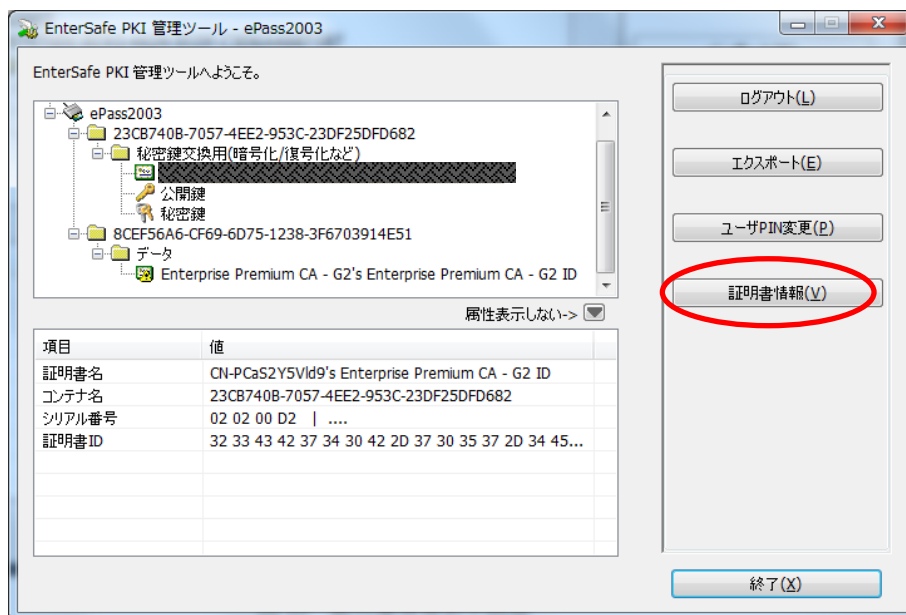 EnterSafe PKI 管理ツール - ePass2003
EnterSafe PKI 管理ツールへようこそ。
ePass2003
23CB740B-7057-4EE2-953C-23DF25DFD682
秘密鍵交換用(暗号化/復号化など)
公開鍵
秘密鍵
8CEF56A6-CF69-6D75-1238-3F6703914E51
データ
Enterprise Premium CA - G2's Enterprise Premium CA - G2 ID
属性表示しない->
項目 値
証明書名 CN-PCaS2Y5Vld9's Enterprise Premium CA - G2 ID
コンテナ名 23CB740B-7057-4EE2-953C-23DF25DFD682
シリアル番号 02 02 00 D2 | ....
証明書ID 32 33 43 42 37 34 30 42 2D 37 30 35 37 2D 34 45...
ログアウト(L)
エクスポート(E)
ユーザPIN変更(P)
証明書情報(V)
終了(X)